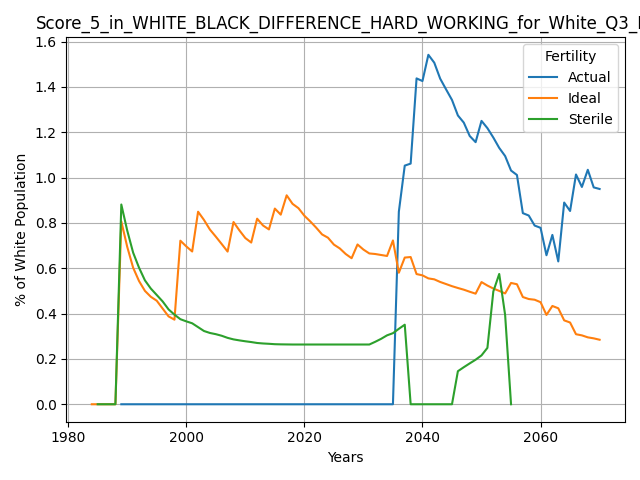 Score_5_in_WHITE_BLACK_DIFFERENCE_HARD_WORKING_for_White_Q3_
1.6
1.4
1.2
1.0
0.8
0.6
0.4
0.2
0.0
% of White Population
Fertility
Actual
Ideal
Sterile
1980
2000
2020
2040
2060
Years